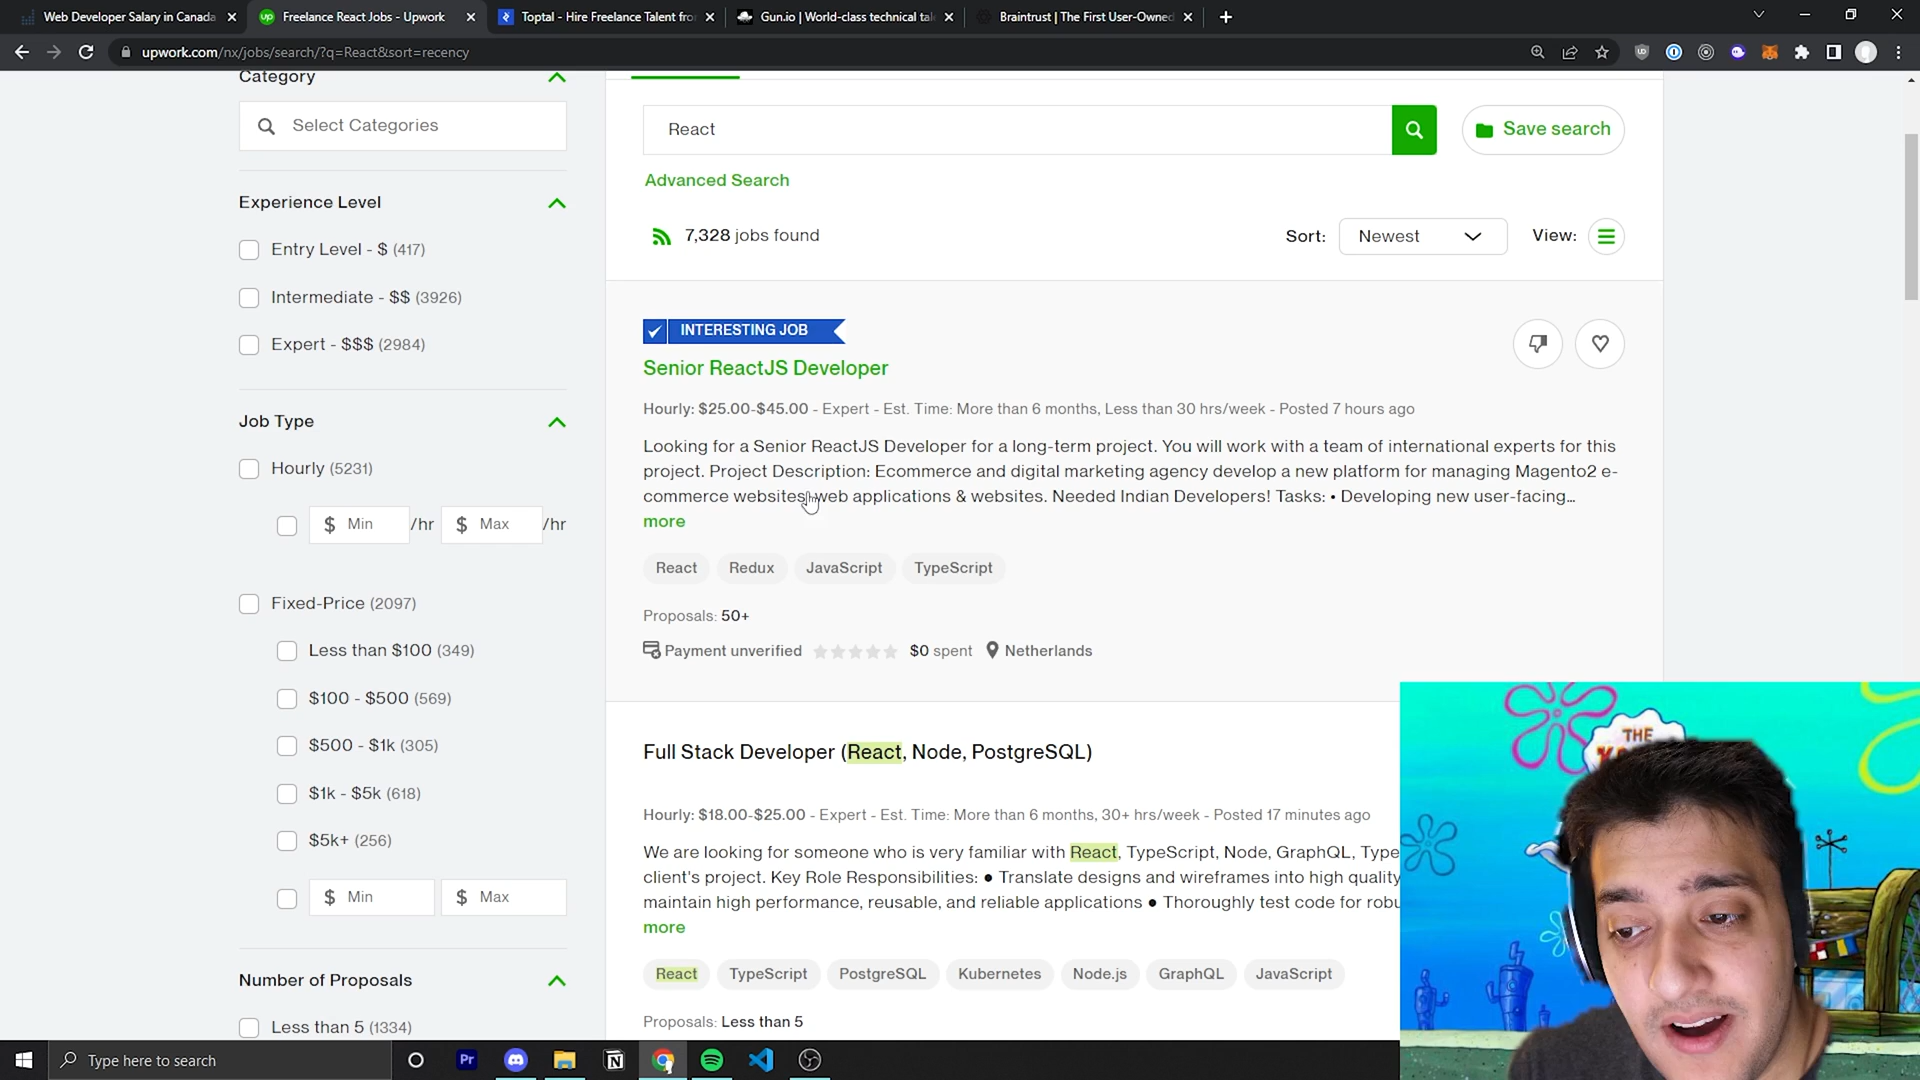 Web Developer Salary in Canada
Freelance React Jobs - Upwork
Toptal - Hire Freelance Talent fro
Gun.io | World-class technical tal
Braintrust | The First User-Owned
upwork.com/nx/jobs/search/?q=React&sort=recency
Category
Select Categories
Experience Level
Entry Level - $ (417)
Intermediate - $$ (3926)
Expert - $$$ (2984)
Job Type
Hourly (5231)
$ Min /hr $ Max /hr
Fixed-Price (2097)
Less than $100 (349)
$100 - $500 (569)
$500 - $1k (305)
$1k - $5k (618)
$5k+ (256)
$ Min $ Max
Number of Proposals
Less than 5 (1334)
React
Save search
Advanced Search
7,328 jobs found
Sort: Newest
View:
INTERESTING JOB
Senior ReactJS Developer
Hourly: $25.00-$45.00 - Expert - Est. Time: More than 6 months, Less than 30 hrs/week - Posted 7 hours ago
Looking for a Senior ReactJS Developer for a long-term project. You will work with a team of international experts for this
project. Project Description: Ecommerce and digital marketing agency develop a new platform for managing Magento2 e-
commerce websites, web applications & websites. Needed Indian Developers! Tasks: • Developing new user-facing…
more
React Redux JavaScript TypeScript
Proposals: 50+
Payment unverified $0 spent Netherlands
Full Stack Developer (React, Node, PostgreSQL)
Hourly: $18.00-$25.00 - Expert - Est. Time: More than 6 months, 30+ hrs/week - Posted 17 minutes ago
We are looking for someone who is very familiar with React, TypeScript, Node, GraphQL, Type
client's project. Key Role Responsibilities: ● Translate designs and wireframes into high quality
maintain high performance, reusable, and reliable applications ● Thoroughly test code for robu
more
React TypeScript PostgreSQL Kubernetes Node.js GraphQL JavaScript
Proposals: Less than 5
THE
Type here to search
Pr